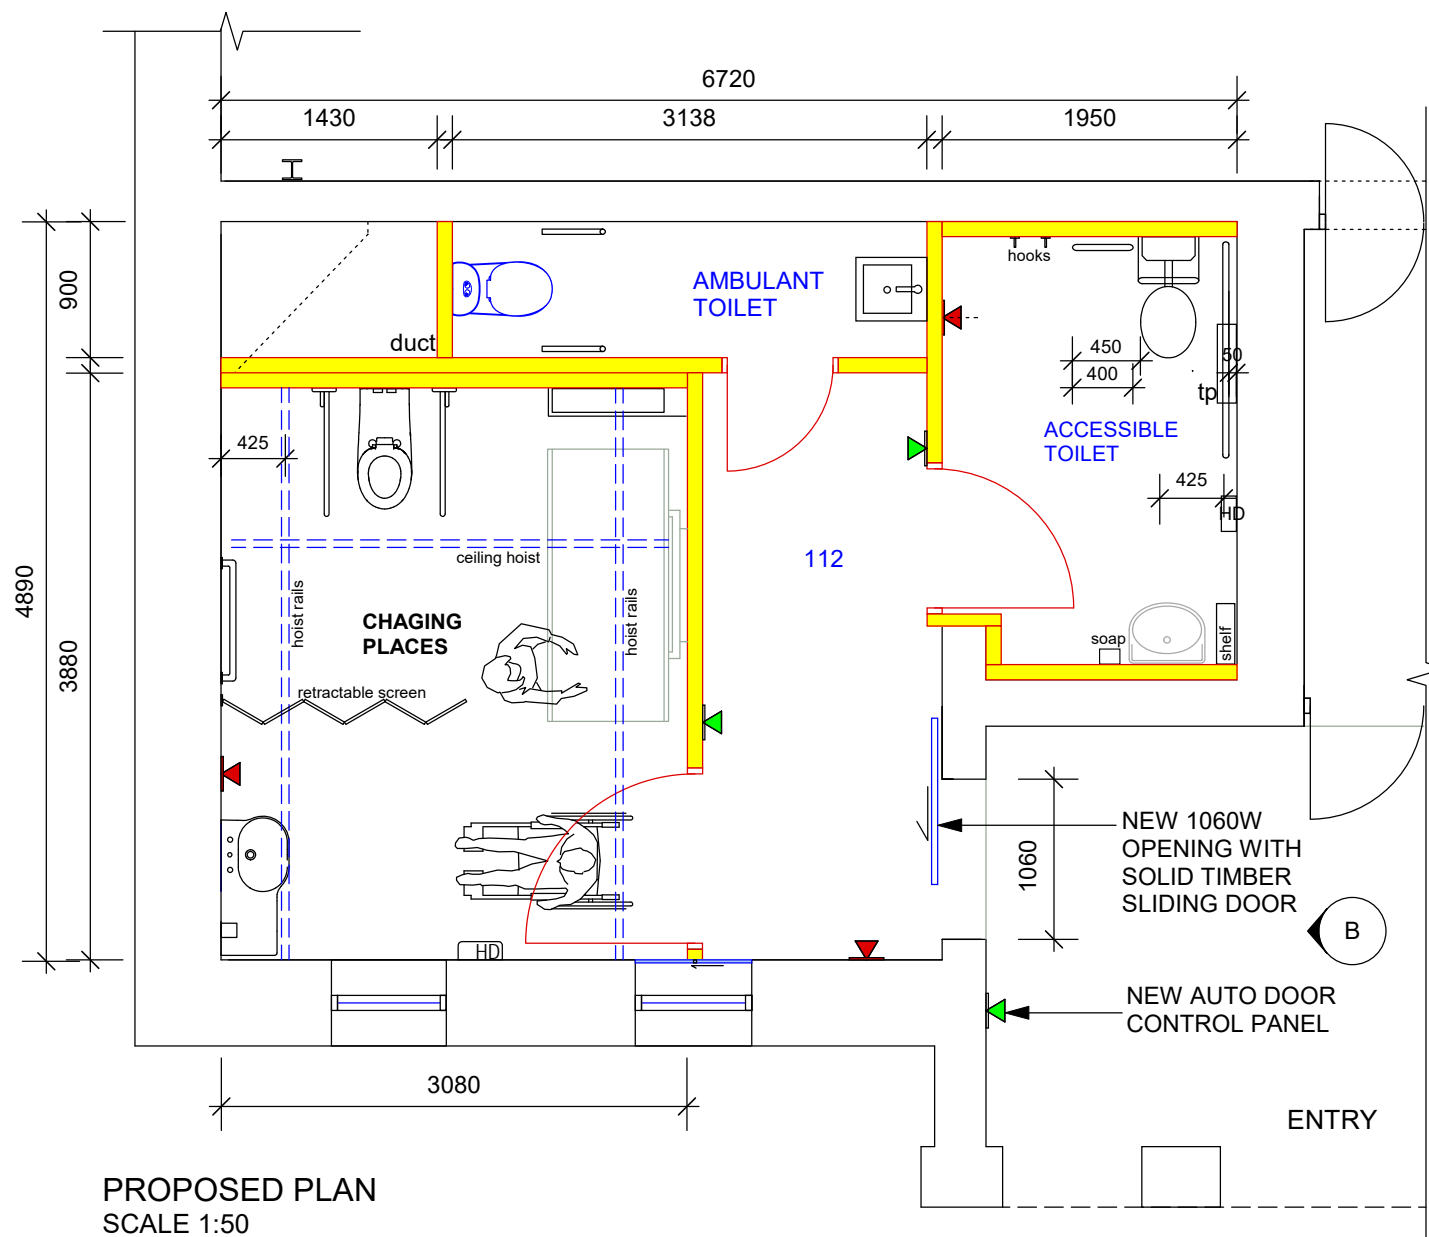 6720
1430
3138
1950
900
4890
3880
AMBULANT
TOILET
duct
hooks
450
400
50
tp
ACCESSIBLE
TOILET
425
HD
425
ceiling hoist
hoist rails
hoist rails
CHAGING
PLACES
retractable screen
112
soap
shelf
HD
1060
NEW 1060W
OPENING WITH
SOLID TIMBER
SLIDING DOOR
B
NEW AUTO DOOR
CONTROL PANEL
3080
ENTRY
PROPOSED PLAN
SCALE 1:50